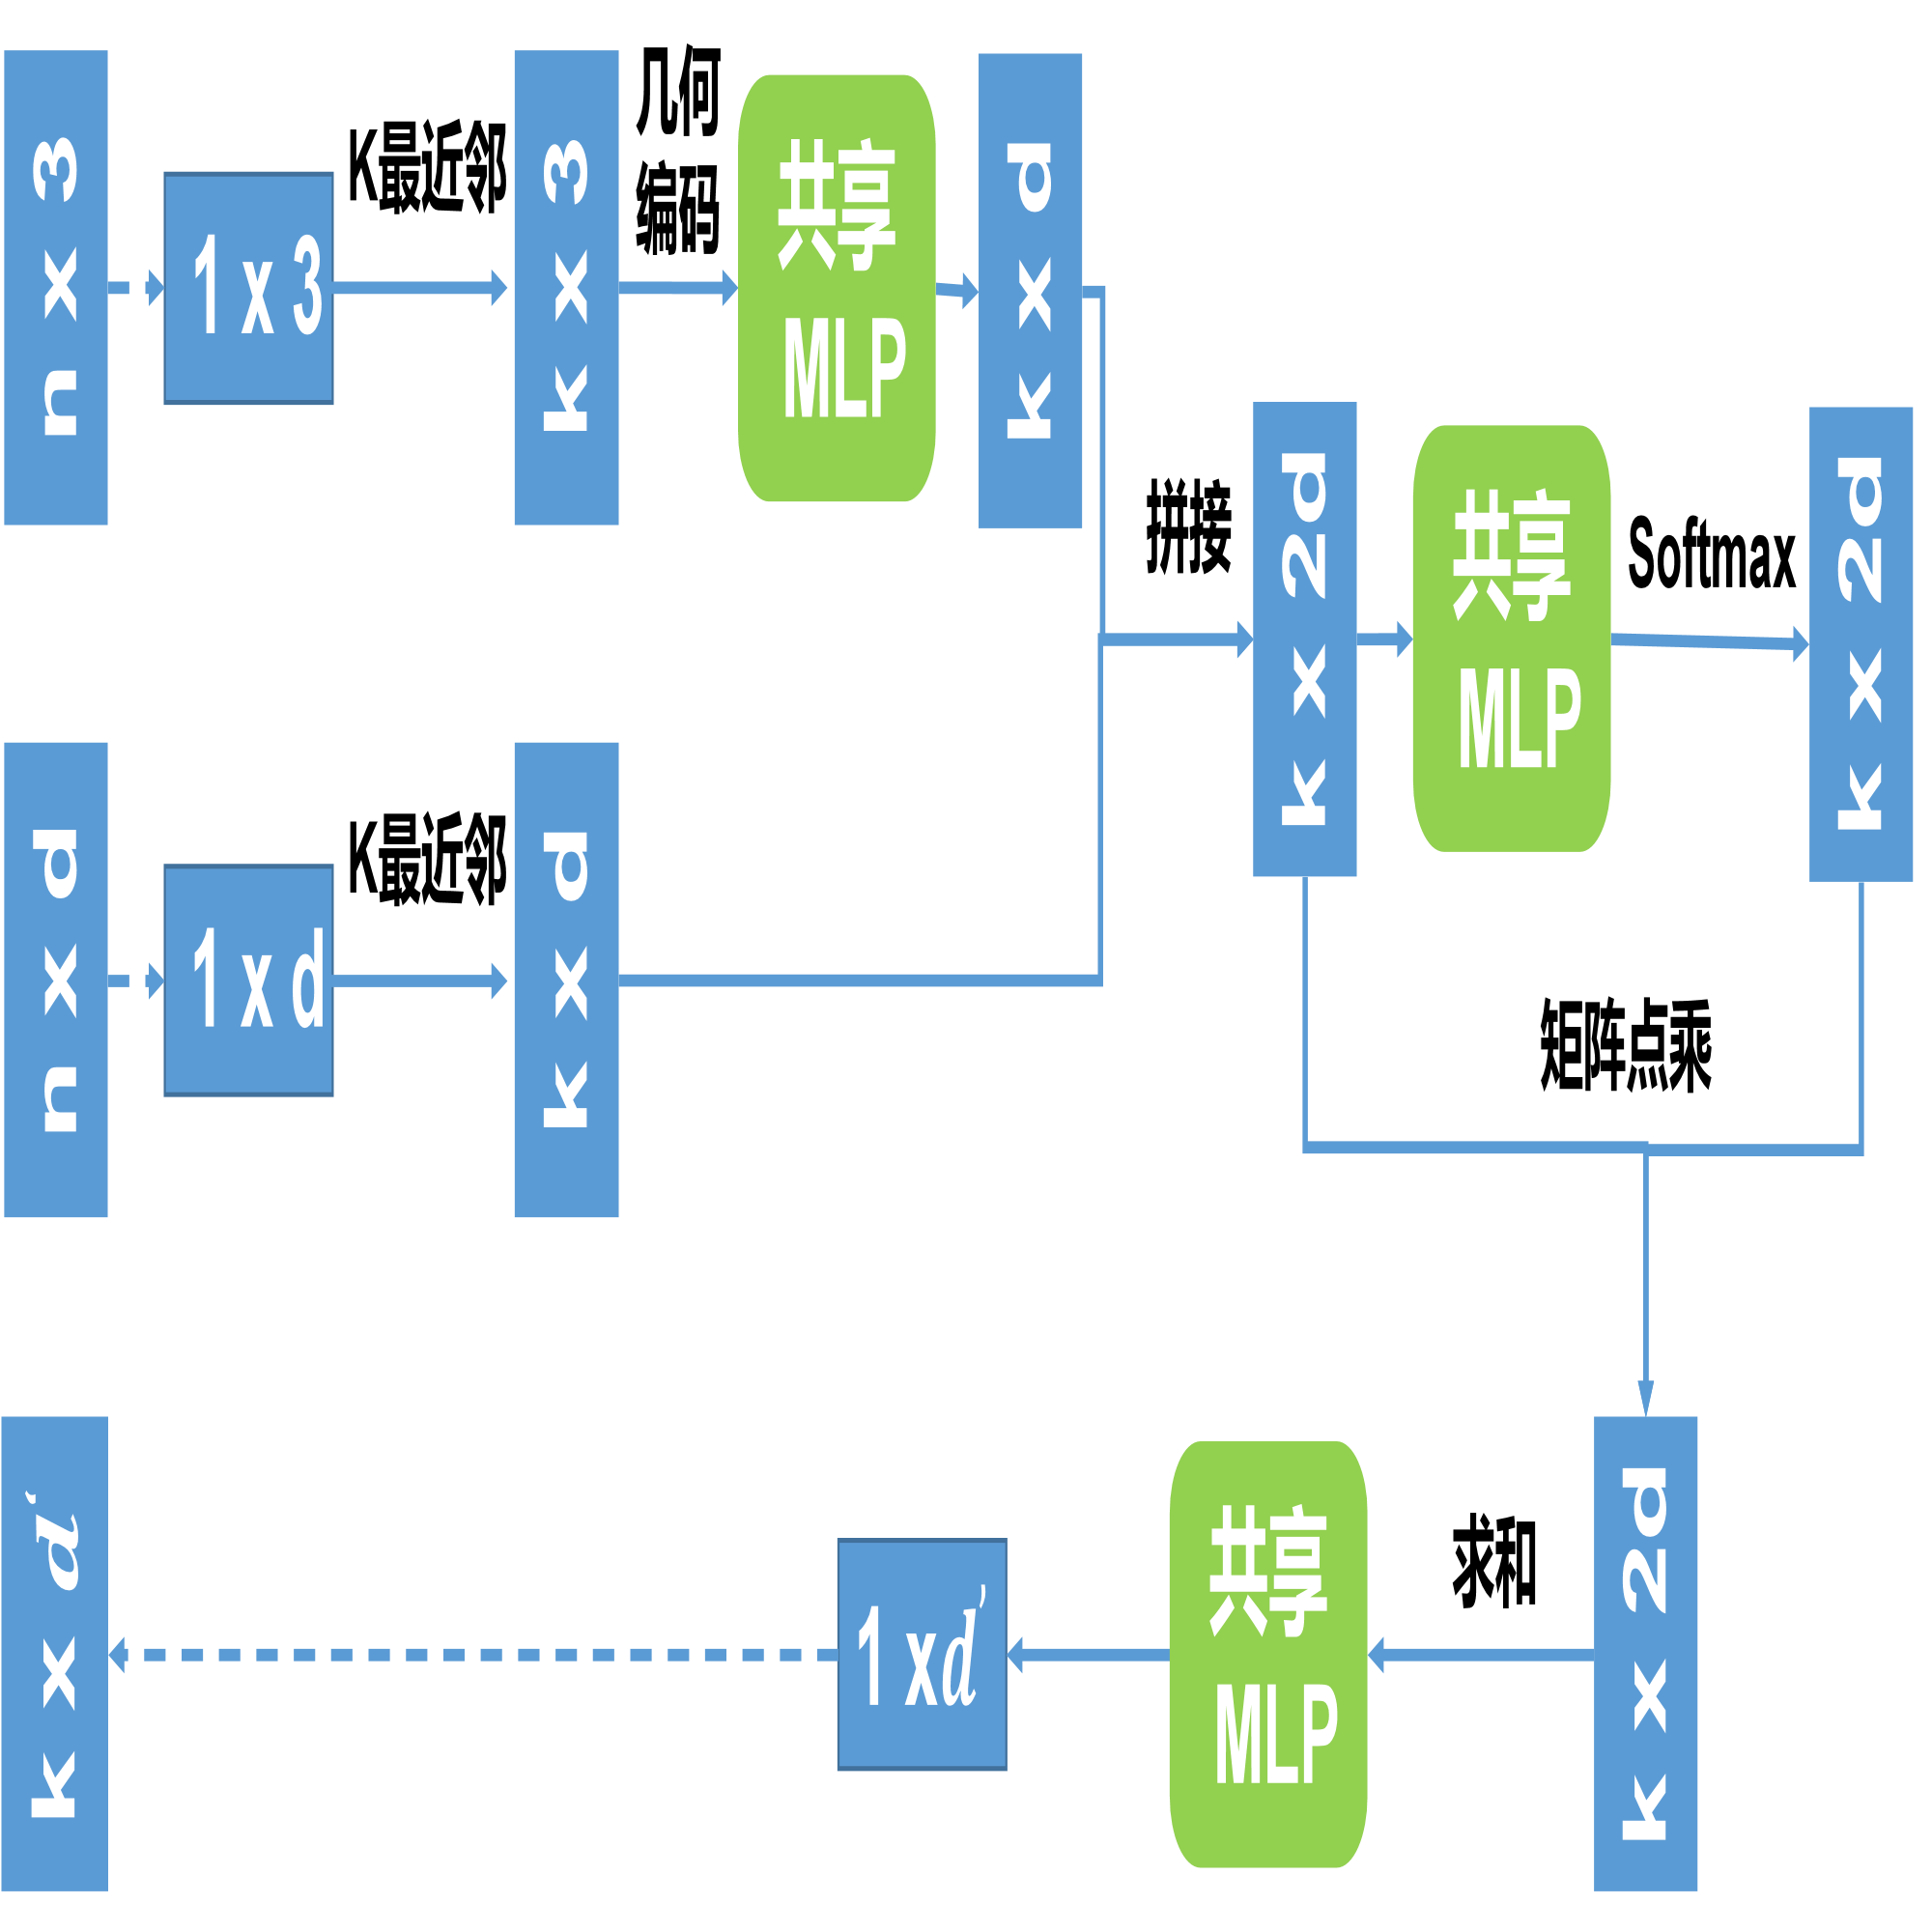 n x 3
1 x 3
K最近邻
k x 3
几何
编码
共享
MLP
k x d
拼接
k x 2d
共享
MLP
Softmax
k x 2d
n x d
1 x d
K最近邻
k x d
矩阵点乘
k x 2d
求和
共享
MLP
1 xd′
k x d′